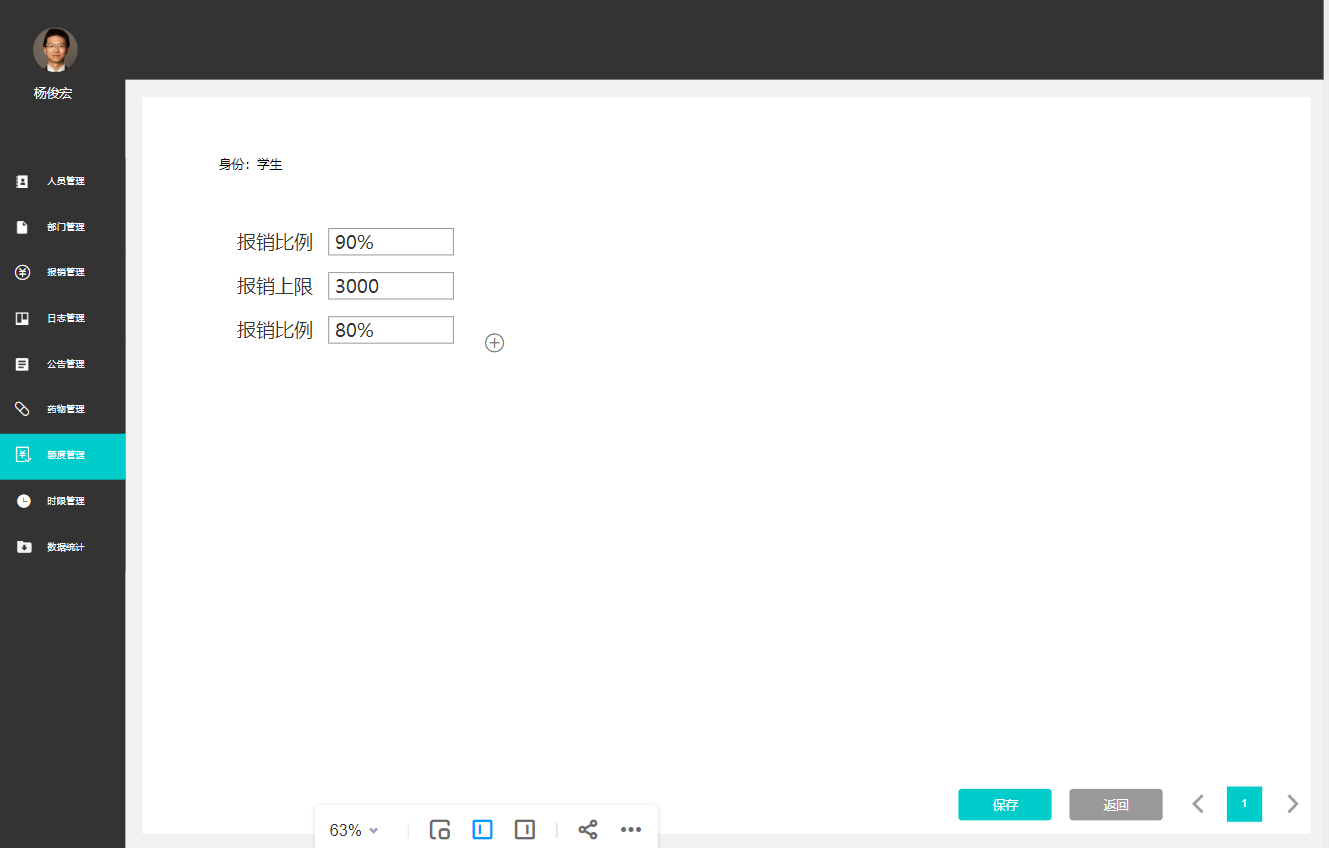 杨俊宏
人员管理
部门管理
报销管理
日志管理
公告管理
药物管理
额度管理
时限管理
数据统计
身份：学生
报销比例 90%
报销上限 3000
报销比例 80%
保存 返回 1
63%